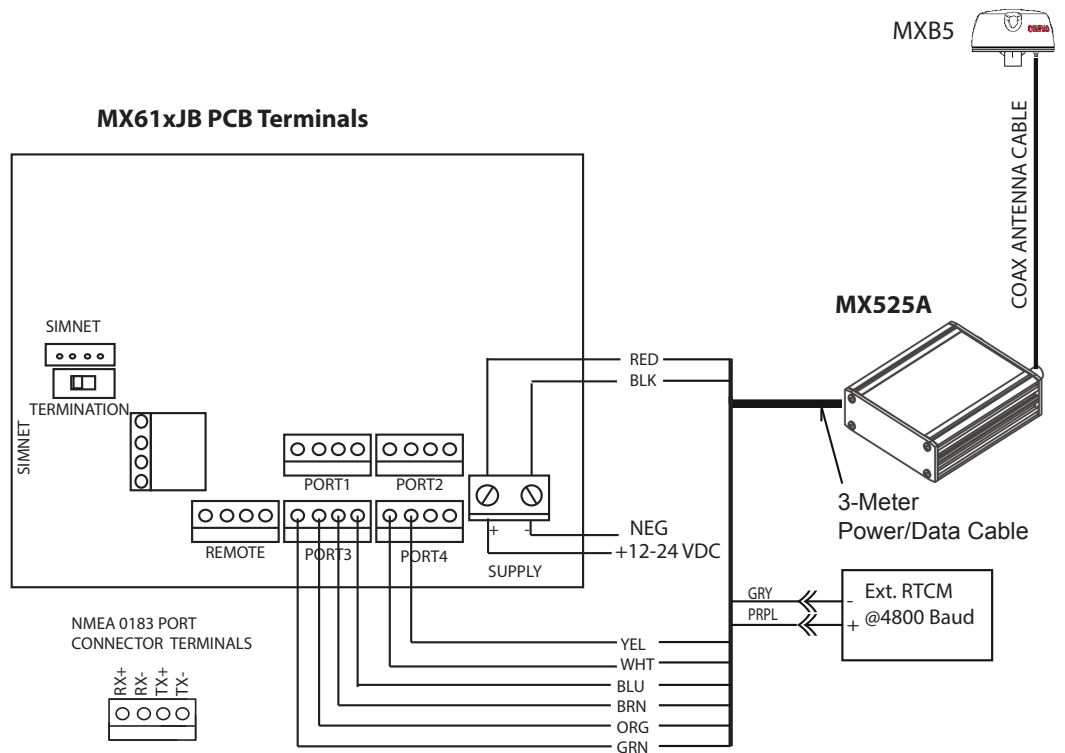 MXB5
MX61xJB PCB Terminals
COAX ANTENNA CABLE
MX525A
SIMNET
RED
BLK
TERMINATION
SIMNET
PORT1
PORT2
3-Meter
Power/Data Cable
+
-
NEG
REMOTE
PORT3
PORT4
+12-24 VDC
SUPPLY
GRY
-
Ext. RTCM
PRPL
+
@4800 Baud
NMEA 0183 PORT
CONNECTOR TERMINALS
YEL
WHT
RX+
RX-
TX+
TX-
BLU
BRN
ORG
GRN